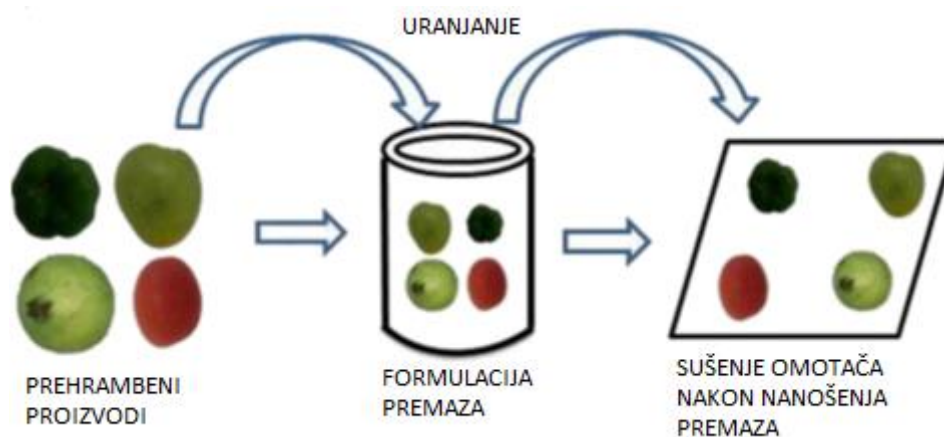 URANJANJE
PREHRAMBENI
PROIZVODI
FORMULACIJA
PREMAZA
SUŠENJE OMOTAČA
NAKON NANOŠENJA
PREMAZA